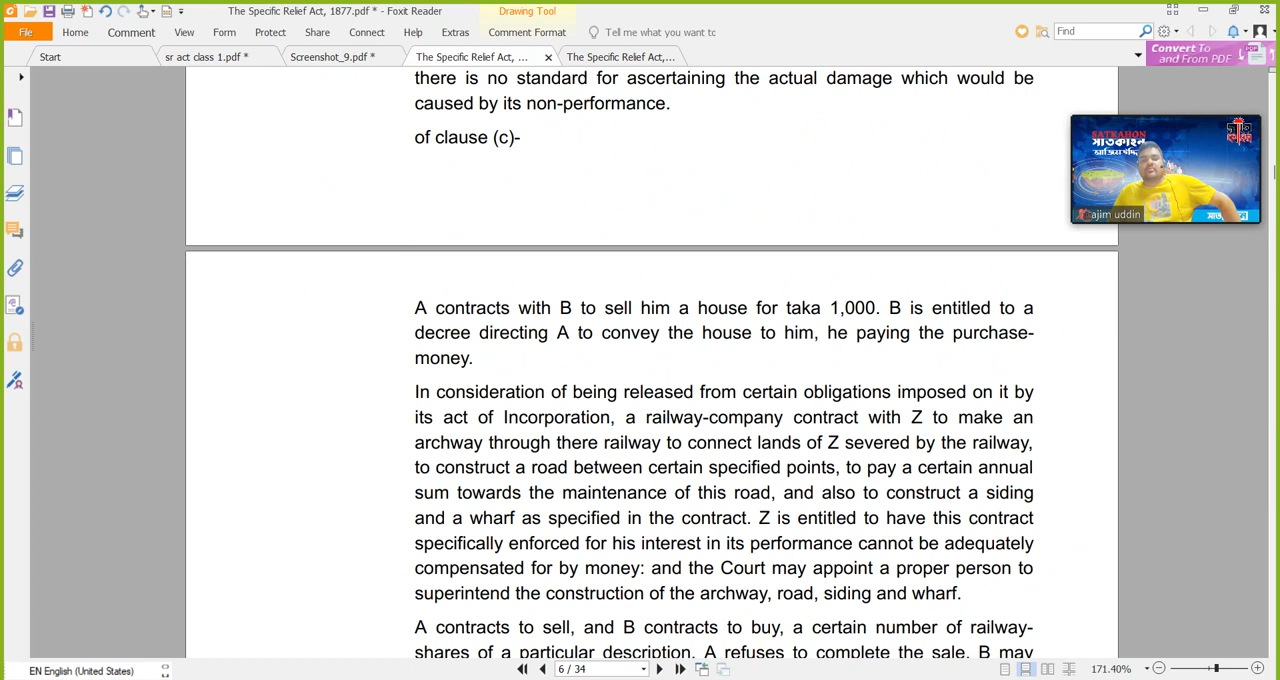 The Specific Relief Act, 1877.pdf * - Foxit Reader
Drawing Tool
File Home Comment View Form Protect Share Connect Help Extras Comment Format Tell me what you want tc Find
Start sr act class 1.pdf * Screenshot_9.pdf * The Specific Relief Act, ... The Specific Relief Act, 1877.pdf,...
Convert To
and From PDF
PDF
there is no standard for ascertaining the actual damage which would be
caused by its non-performance.
of clause (c)-
SATKAHON
সাতকাহন
ajim uddin
A contracts with B to sell him a house for taka 1,000. B is entitled to a
decree directing A to convey the house to him, he paying the purchase-
money.
In consideration of being released from certain obligations imposed on it by
its act of Incorporation, a railway-company contract with Z to make an
archway through there railway to connect lands of Z severed by the railway,
to construct a road between certain specified points, to pay a certain annual
sum towards the maintenance of this road, and also to construct a siding
and a wharf as specified in the contract. Z is entitled to have this contract
specifically enforced for his interest in its performance cannot be adequately
compensated for by money: and the Court may appoint a proper person to
superintend the construction of the archway, road, siding and wharf.
A contracts to sell, and B contracts to buy, a certain number of railway-
shares of a particular description. A refuses to complete the sale. B may
EN English (United States)
6 / 34
171.40%